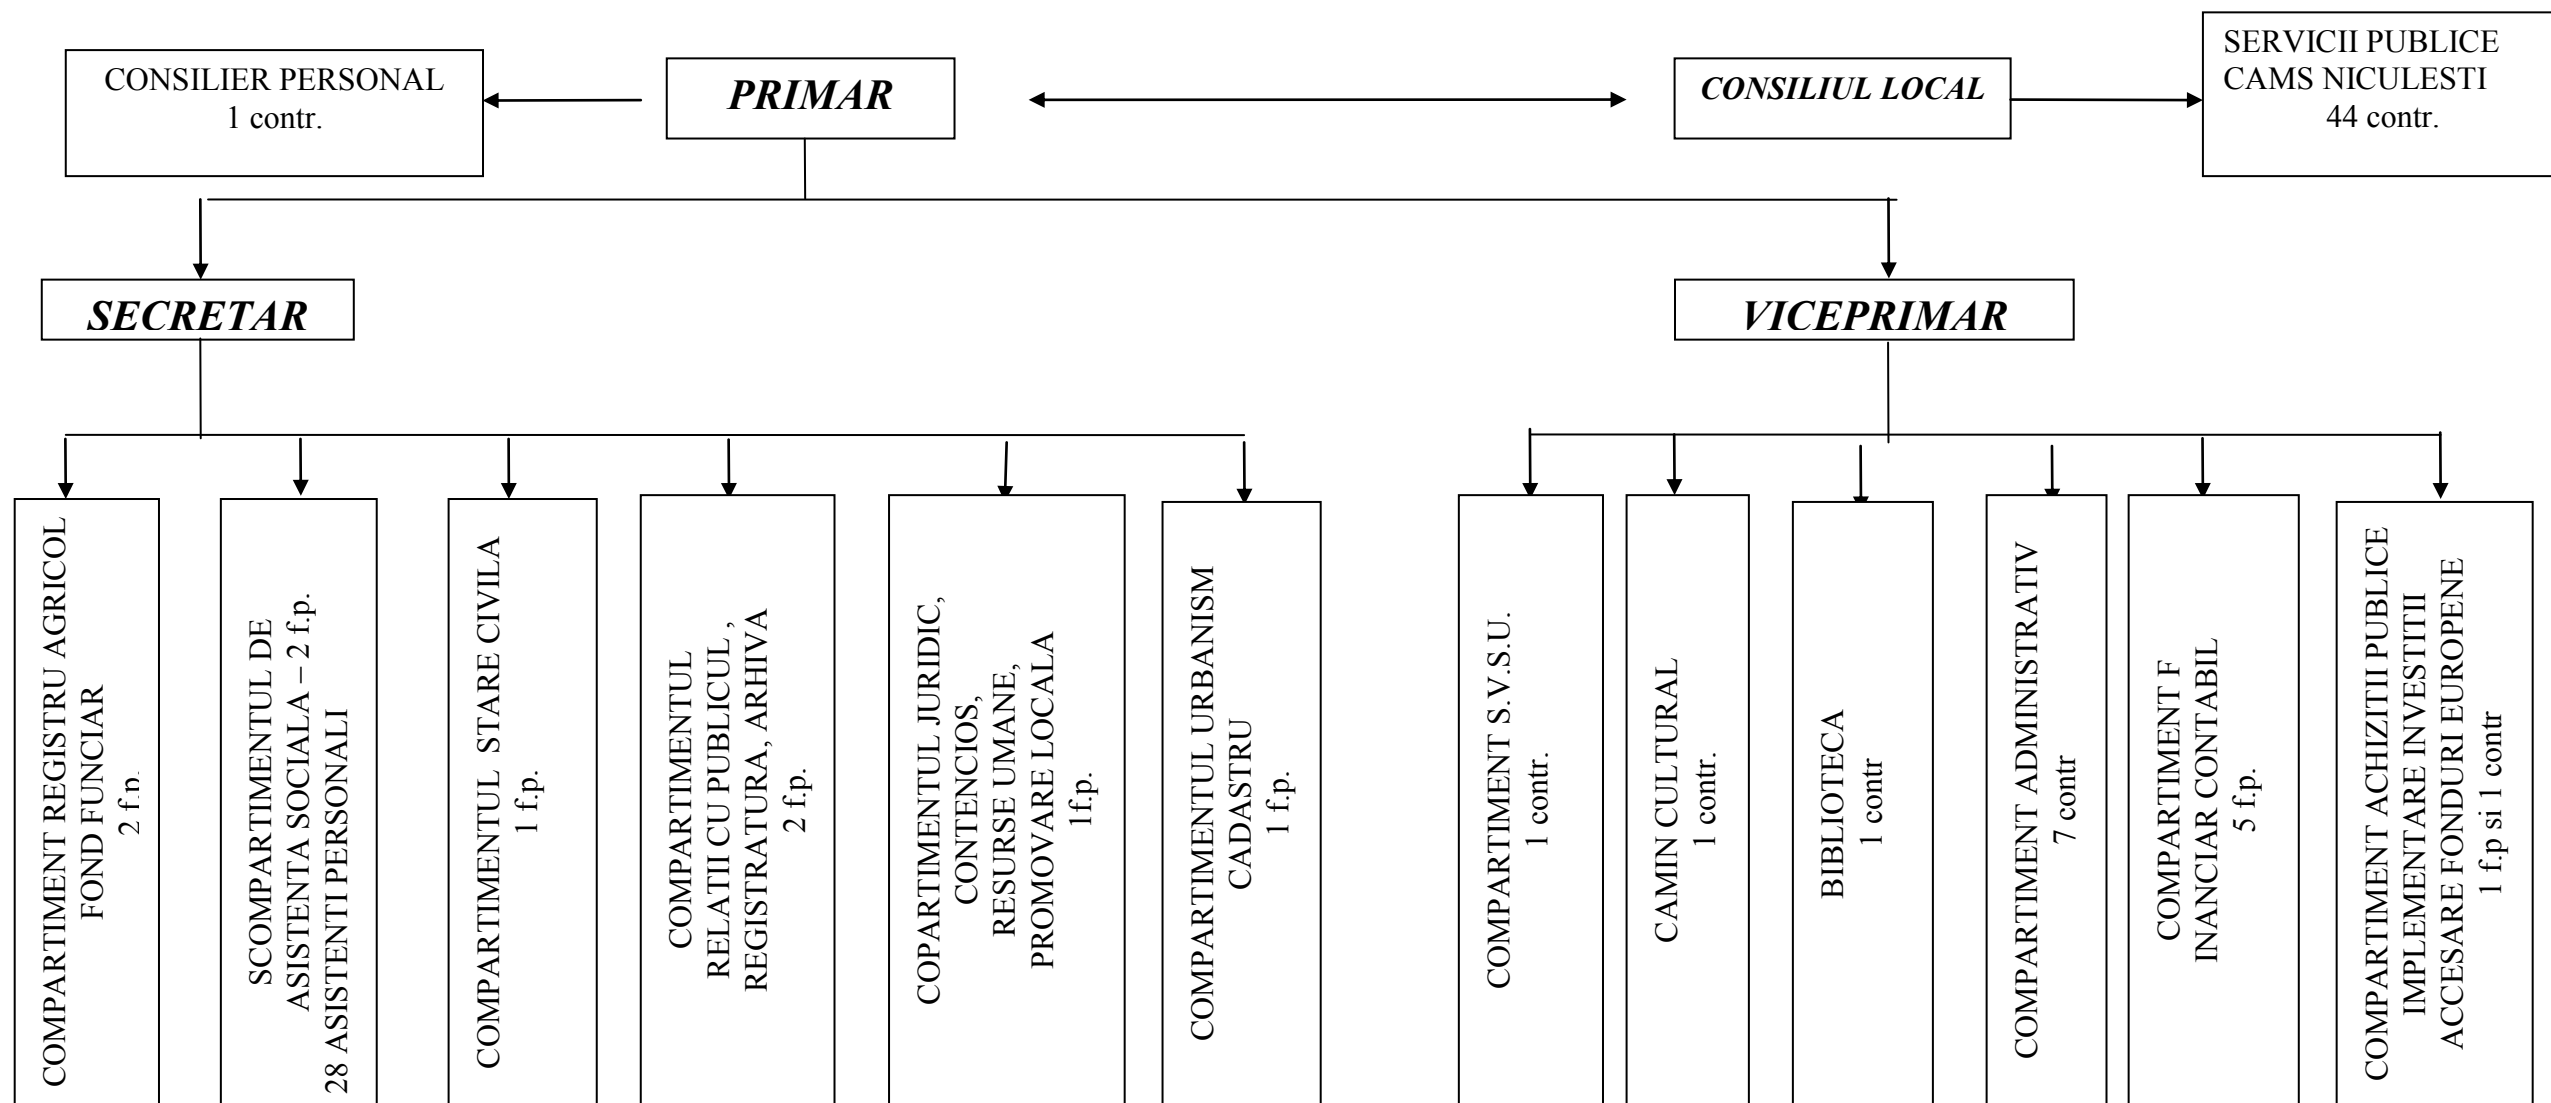 CONSILIER PERSONAL
1 contr.
PRIMAR
CONSILIUL LOCAL
SERVICII PUBLICE
CAMS NICULESTI
44 contr.
SECRETAR
VICEPRIMAR
COMPARTIMENT REGISTRU AGRICOL
FOND FUNCIAR
2 f.p.
SCOMPARTIMENTUL DE
ASISTENTA SOCIALA – 2 f.p.
28 ASISTENTI PERSONALI
COMPARTIMENTUL STARE CIVILA
1 f.p.
COMPARTIMENTUL
RELATII CU PUBLICUL ,
REGISTRATURA, ARHIVA
2 f.p.
COPARTIMENTUL JURIDIC,
CONTENCIOS,
RESURSE UMANE,
PROMOVARE LOCALA
1f.p.
COMPARTIMENTUL URBANISM
CADASTRU
1 f.p.
COMPARTIMENT S.V.S.U.
1 contr.
CAMIN CULTURAL
1 contr.
BIBLIOTECA
1 contr
COMPARTIMENT ADMINISTRATIV
7 contr
COMPARTIMENT F
INANCIAR CONTABIL
5 f.p.
COMPARTIMENT ACHIZITII PUBLICE
IMPLEMENTARE INVESTITII
ACCESARE FONDURI EUROPENE
1 f.p si 1 contr